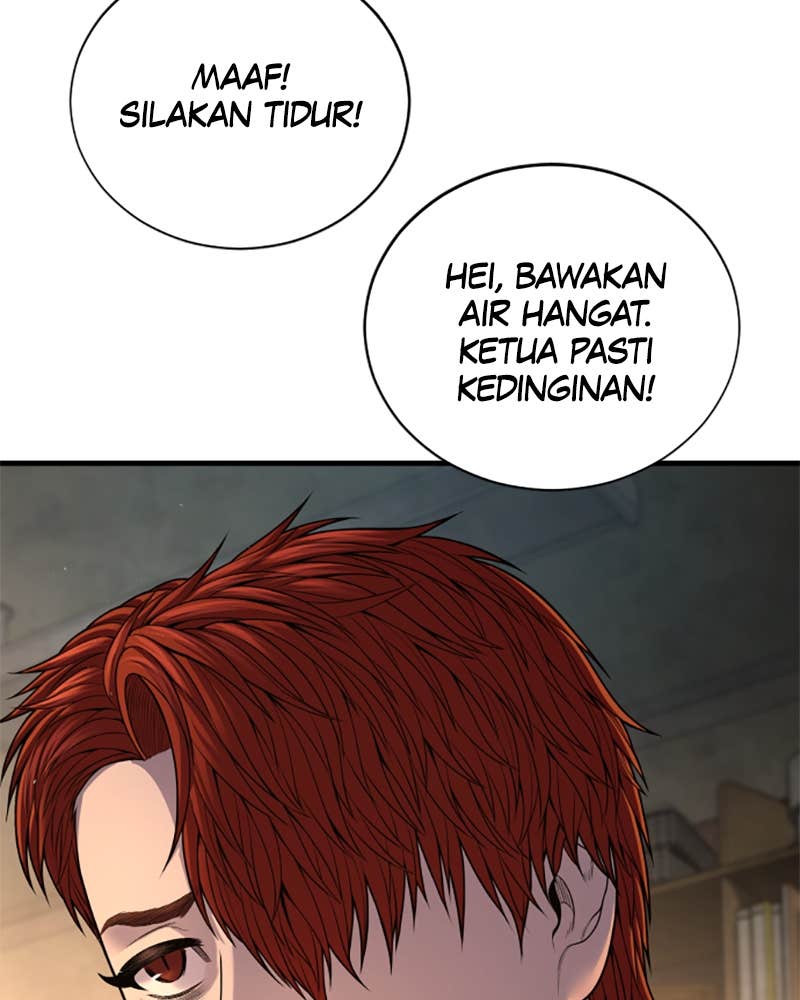 MAAF!
SILAKAN TIDUR!
HEI, BAWAKAN
AIR HANGAT.
KETUA PASTI
KEDINGINAN!